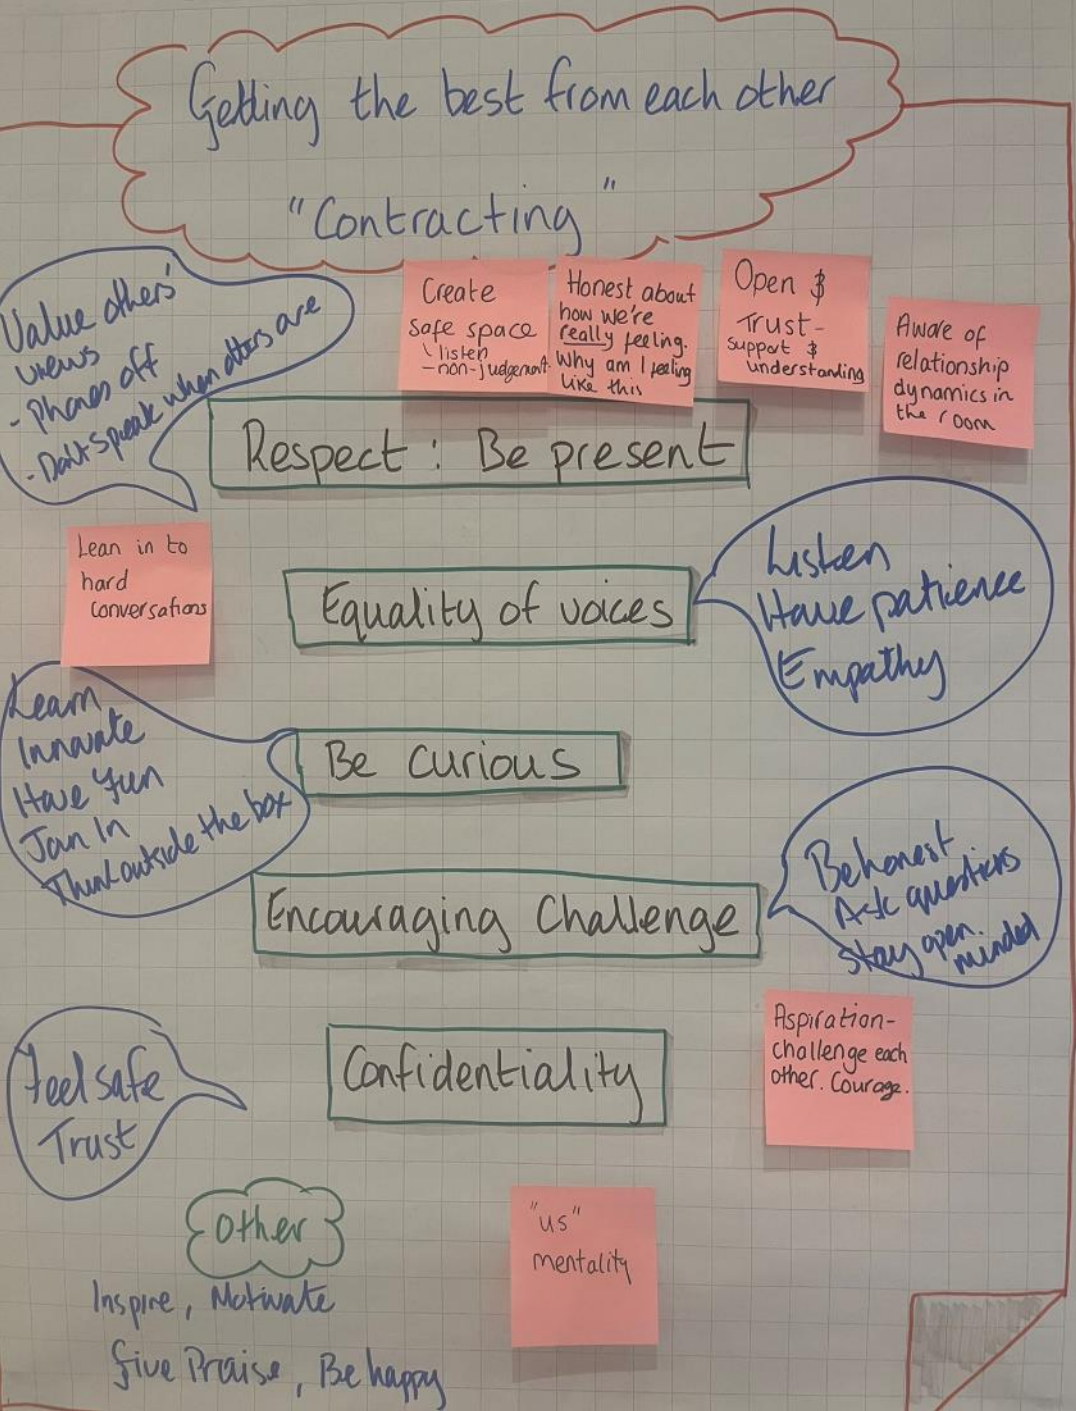 Getting the best from each other
"Contracting"
Value others'
views
- phones off
- Don't speak when others are
Create
safe space
\ listen
- non-judgement
Honest about
how we're
really feeling.
Why am I feeling
like this
Open $
Trust -
support $
understanding
Aware of
relationship
dynamics in
the room
Respect : Be present
Lean in to
hard
conversations
Equality of voices
Listen
Have patience
Empathy
Learn
Innovate
Have fun
Join In
Think outside the box
Be curious
Encouraging Challenge
Be honest
Ask questions
Stay open.
minded
Feel safe
Trust
Confidentiality
Aspiration-
challenge each
other. Courage.
Other
Inspire, Motivate
Give Praise, Be happy
"us"
mentality